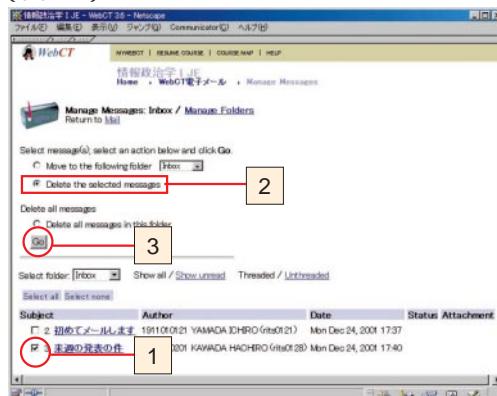 情報政治学 I JE - WebCT 3.6 - Netscape
ファイル(F) 編集(E) 表示(V) ジャンプ(G) Communicator(C) ヘルプ(H)
WebCT MYWEBCT | RESUME COURSE | COURSE MAP | HELP
情報政治学 I JE
Home › WebCT電子メール › Manage Messages
Manage Messages: Inbox / Manage Folders
Return to Mail
Select message(s), select an action below and click Go.
Move to the following folder Inbox
Delete the selected messages
2
Delete all messages
Delete all messages in this folder
Go
3
Select folder: Inbox Show all / Show unread Threaded / Unthreaded
Select all Select none
Subject Author Date Status Attachment
2. 初めてメールします 1911010121 YAMADA ICHIRO (rits0121) Mon Dec 24, 2001 17:37
3. 来週の発表の件 0201 KAWADA HACHIRO (rits0128) Mon Dec 24, 2001 17:40
1